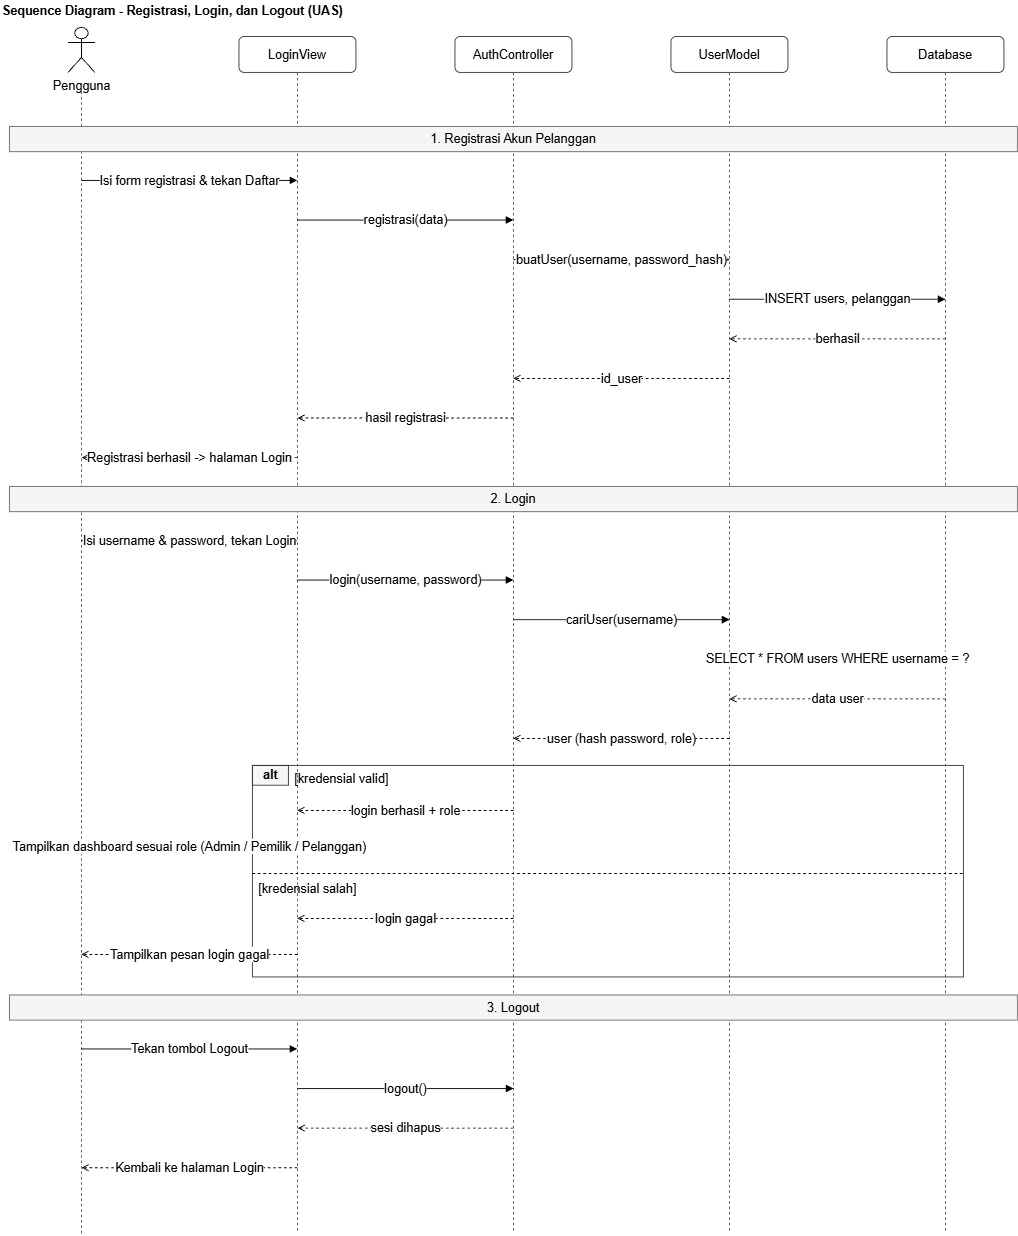 Sequence Diagram - Registrasi, Login, dan Logout (UAS)
Pengguna
LoginView
AuthController
UserModel
Database
1. Registrasi Akun Pelanggan
Isi form registrasi & tekan Daftar
registrasi(data)
buatUser(username, password_hash)
INSERT users, pelanggan
berhasil
id_user
hasil registrasi
Registrasi berhasil -> halaman Login
2. Login
Isi username & password, tekan Login
login(username, password)
cariUser(username)
SELECT * FROM users WHERE username = ?
data user
user (hash password, role)
alt
[kredensial valid]
login berhasil + role
Tampilkan dashboard sesuai role (Admin / Pemilik / Pelanggan)
[kredensial salah]
login gagal
Tampilkan pesan login gagal
3. Logout
Tekan tombol Logout
logout()
sesi dihapus
Kembali ke halaman Login